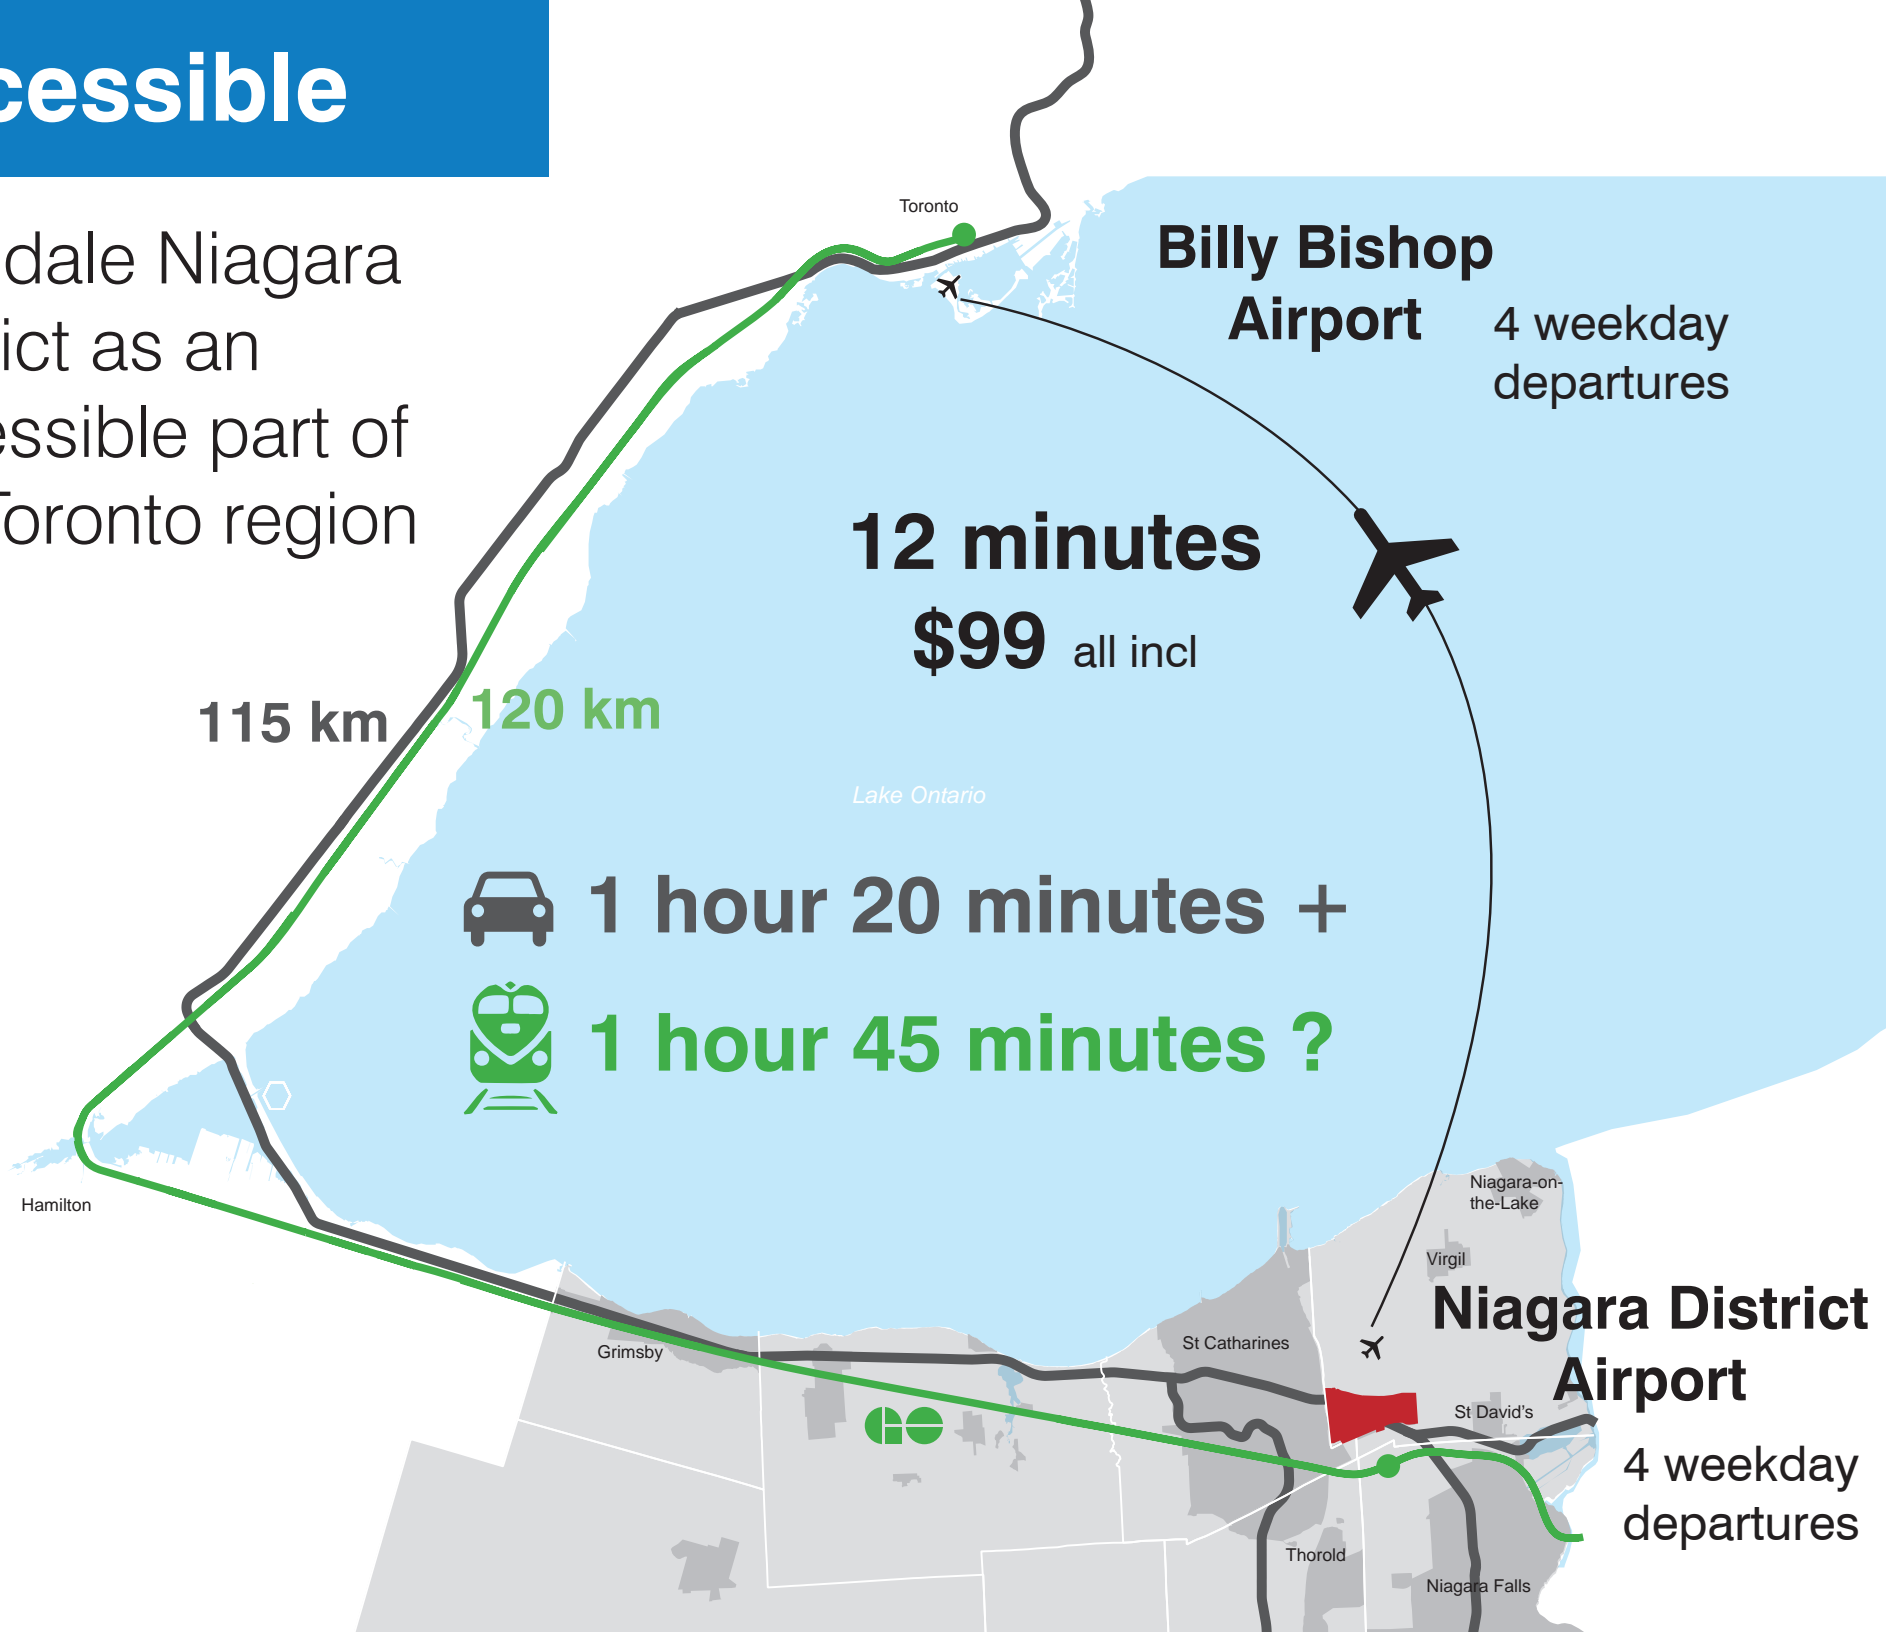 cessible
dale Niagara
ict as an
essible part of
Toronto region
Toronto
Billy Bishop
Airport
4 weekday
departures
12 minutes
$99 all incl
115 km
120 km
Lake Ontario
1 hour 20 minutes +
1 hour 45 minutes ?
Hamilton
Niagara-on-
the-Lake
Virgil
Niagara District
Airport
St Catharines
Grimsby
GO
St David's
4 weekday
departures
Thorold
Niagara Falls